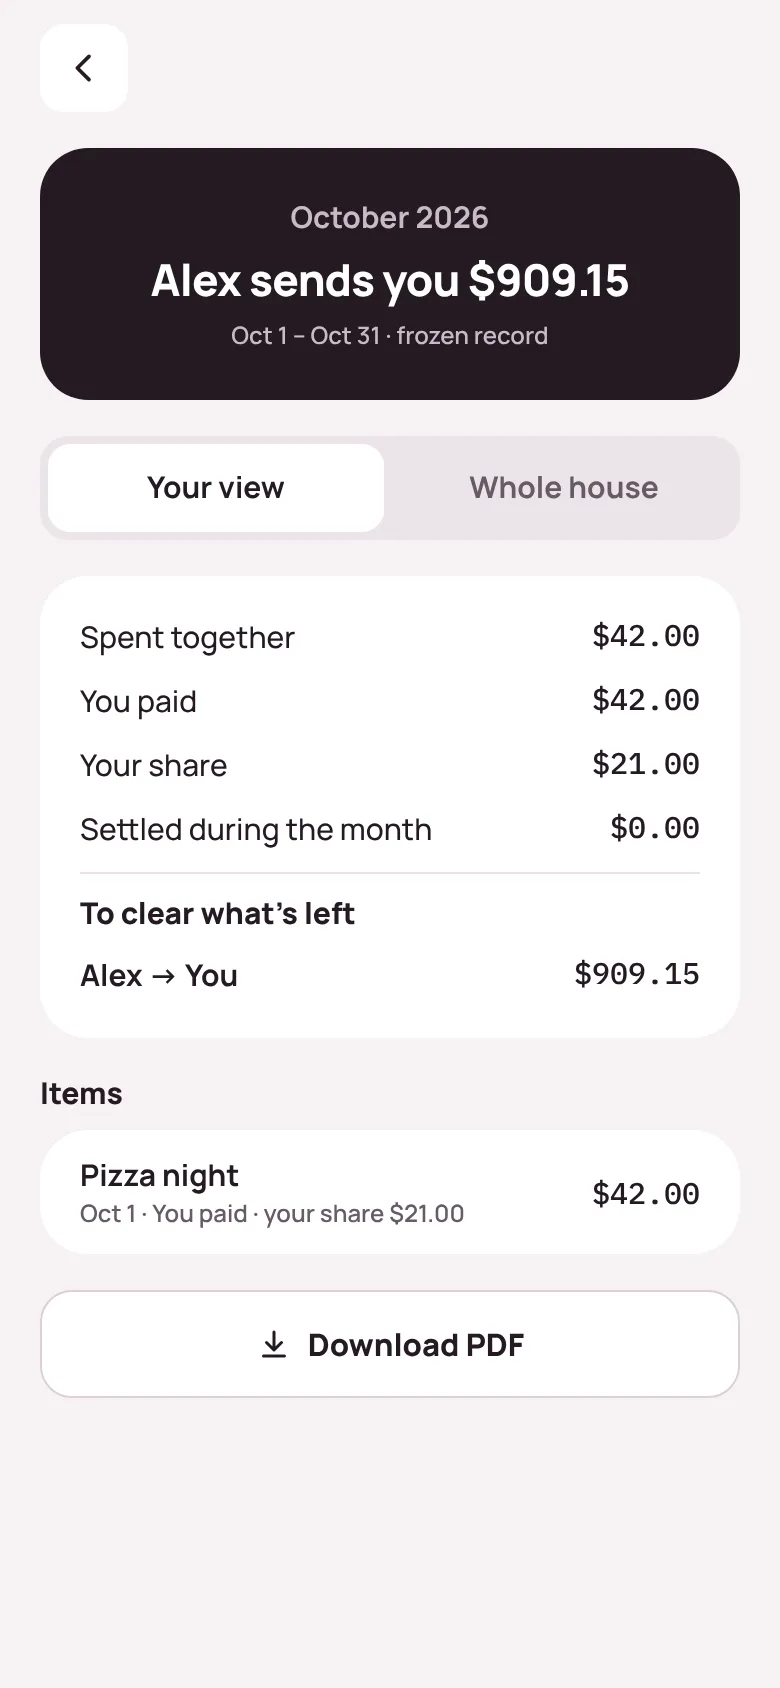 October 2026
Alex sends you $909.15
Oct 1 – Oct 31 · frozen record
Your view
Whole house
Spent together $42.00
You paid $42.00
Your share $21.00
Settled during the month $0.00
To clear what’s left
Alex → You $909.15
Items
Pizza night
Oct 1 · You paid · your share $21.00
$42.00
Download PDF